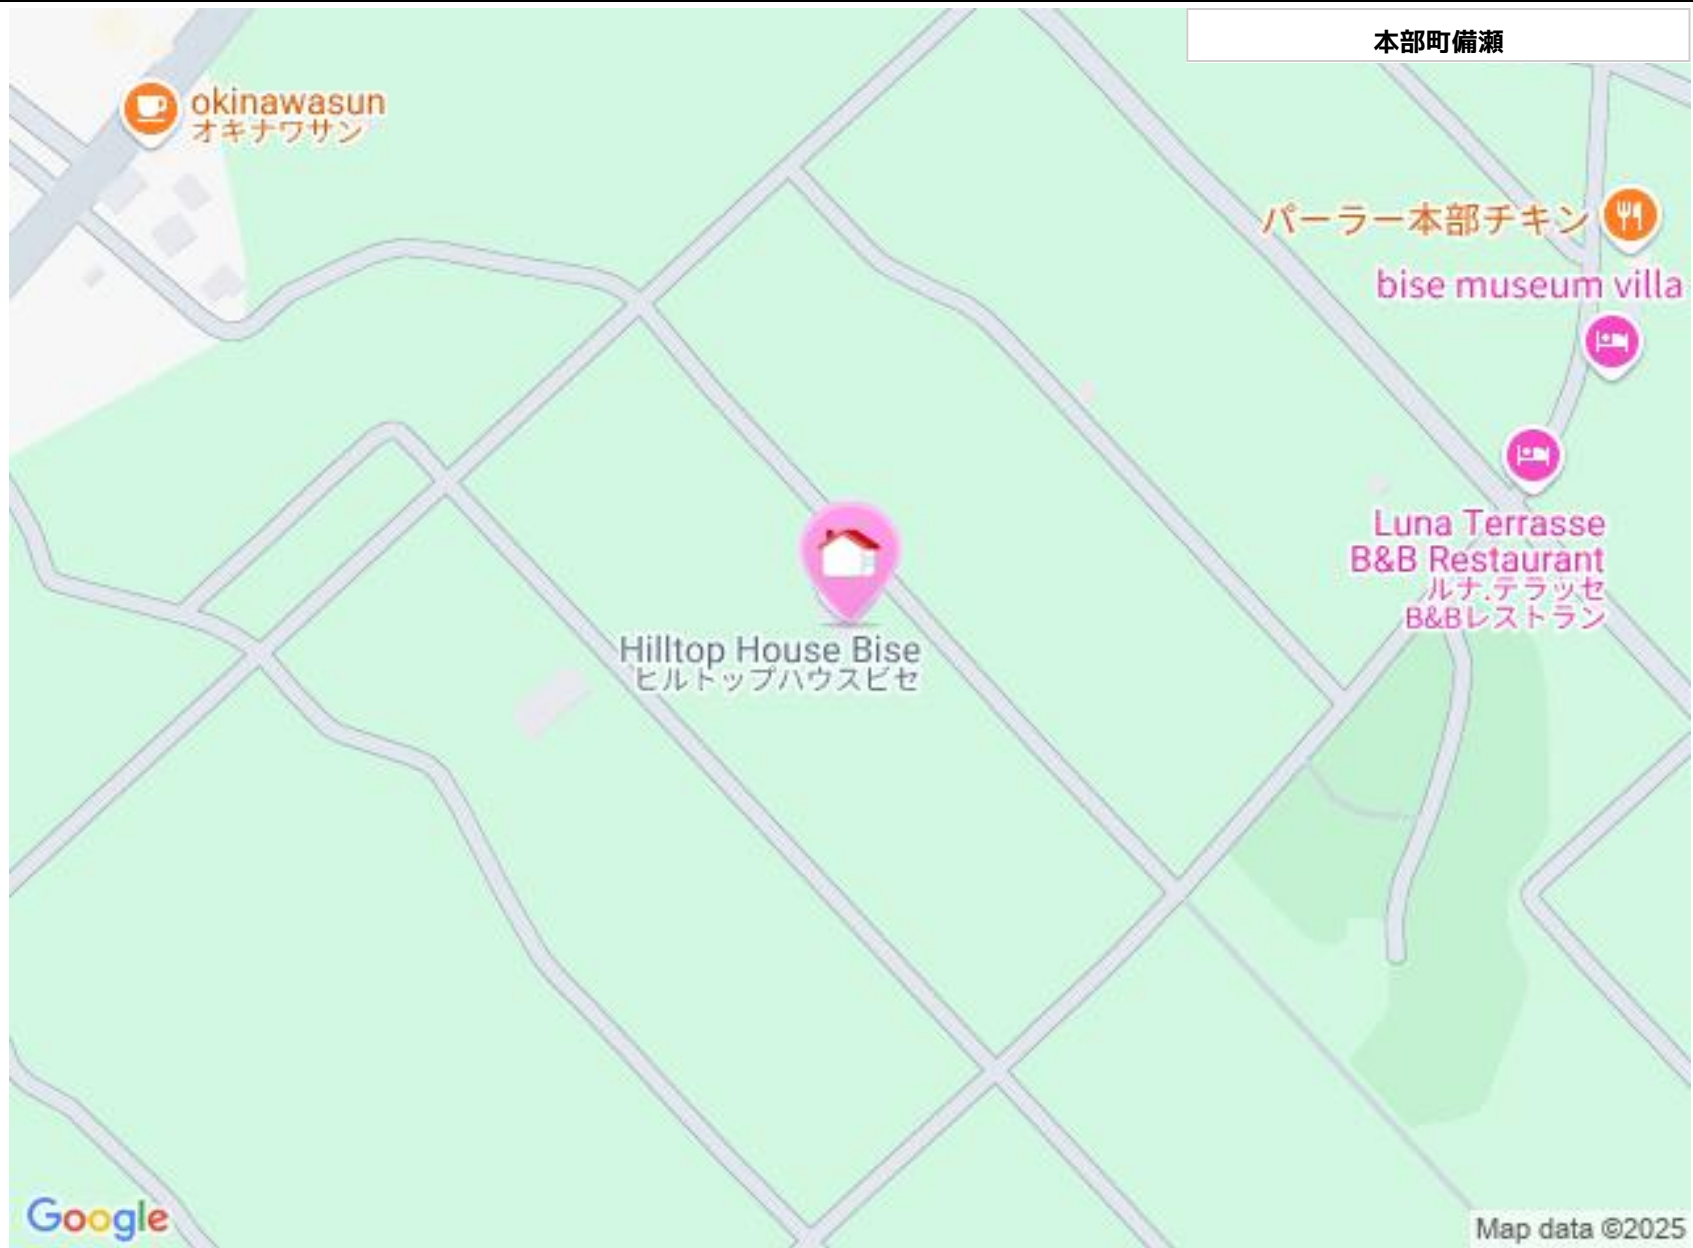 本部町備瀬
okinawasun
オキナワサン
パーラー本部チキン
bise museum villa
Luna Terrasse
B&B Restaurant
ルナ.テラッセ
B&Bレストラン
Hilltop House Bise
ヒルトップハウスビセ
Google
Map data ©2025